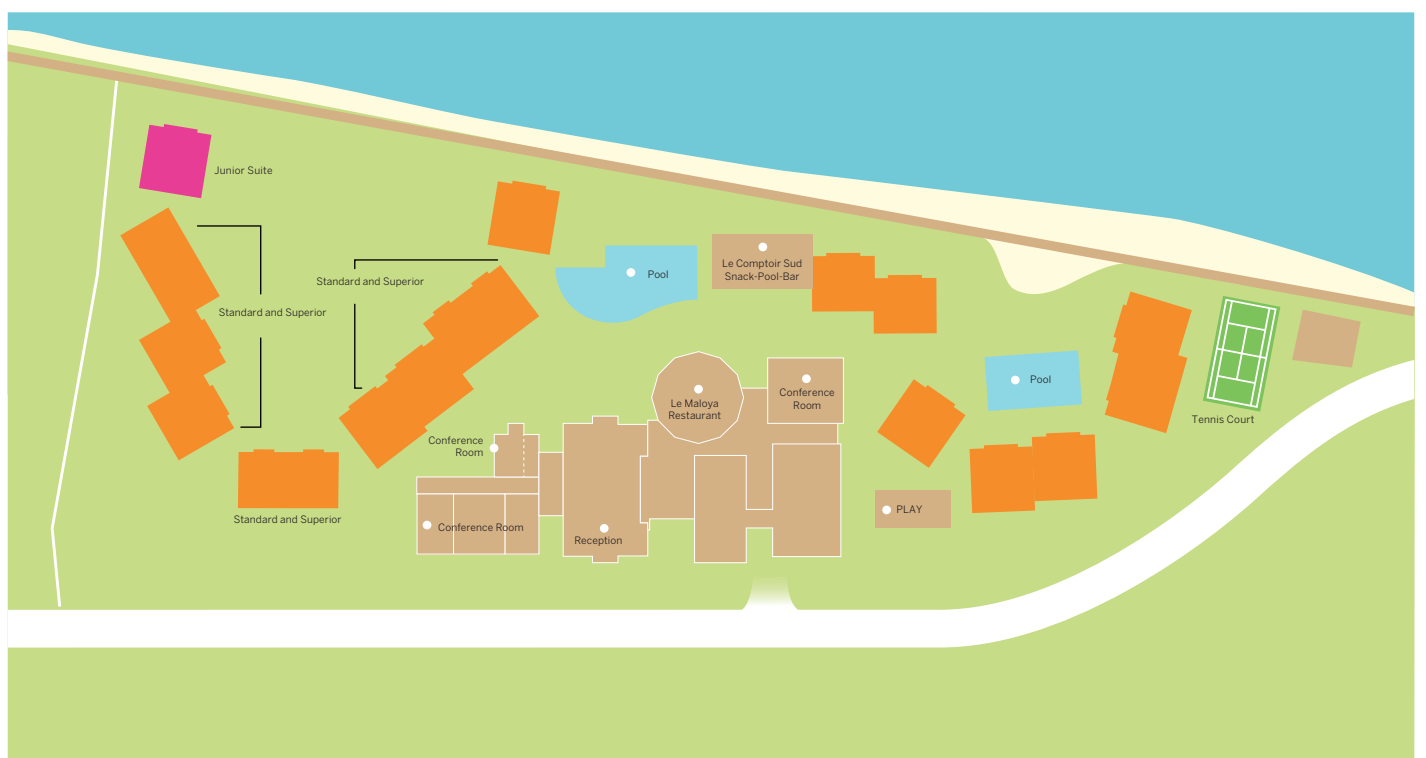 Junior Suite
Standard and Superior
Standard and Superior
Pool
Le Comptoir Sud
Snack-Pool-Bar
Le Maloya
Restaurant
Conference
Room
Pool
Tennis Court
Conference
Room
Standard and Superior
Conference Room
Reception
PLAY